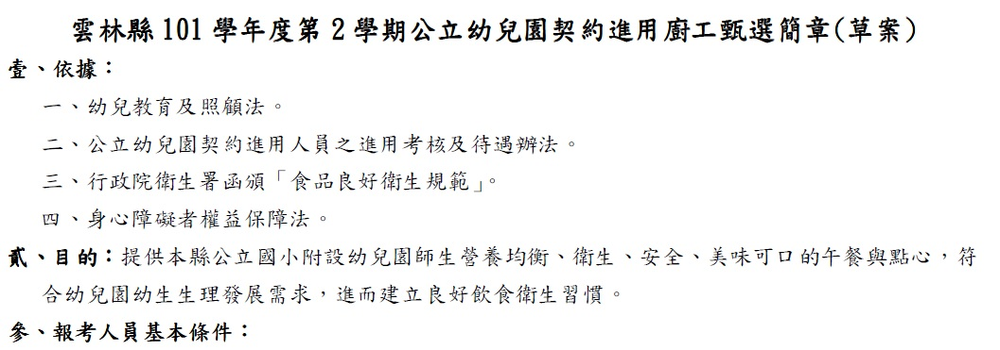 雲林縣 101 學年度第 2 學期公立幼兒園契約進用廚工甄選簡章(草案)
壹、依據：
一、幼兒教育及照顧法。
二、公立幼兒園契約進用人員之進用考核及待遇辦法。
三、行政院衛生署函頒「食品良好衛生規範」。
四、身心障礙者權益保障法。
貳、目的：提供本縣公立國小附設幼兒園師生營養均衡、衛生、安全、美味可口的午餐與點心，符
合幼兒園幼生生理發展需求，進而建立良好飲食衛生習慣。
參、報考人員基本條件：